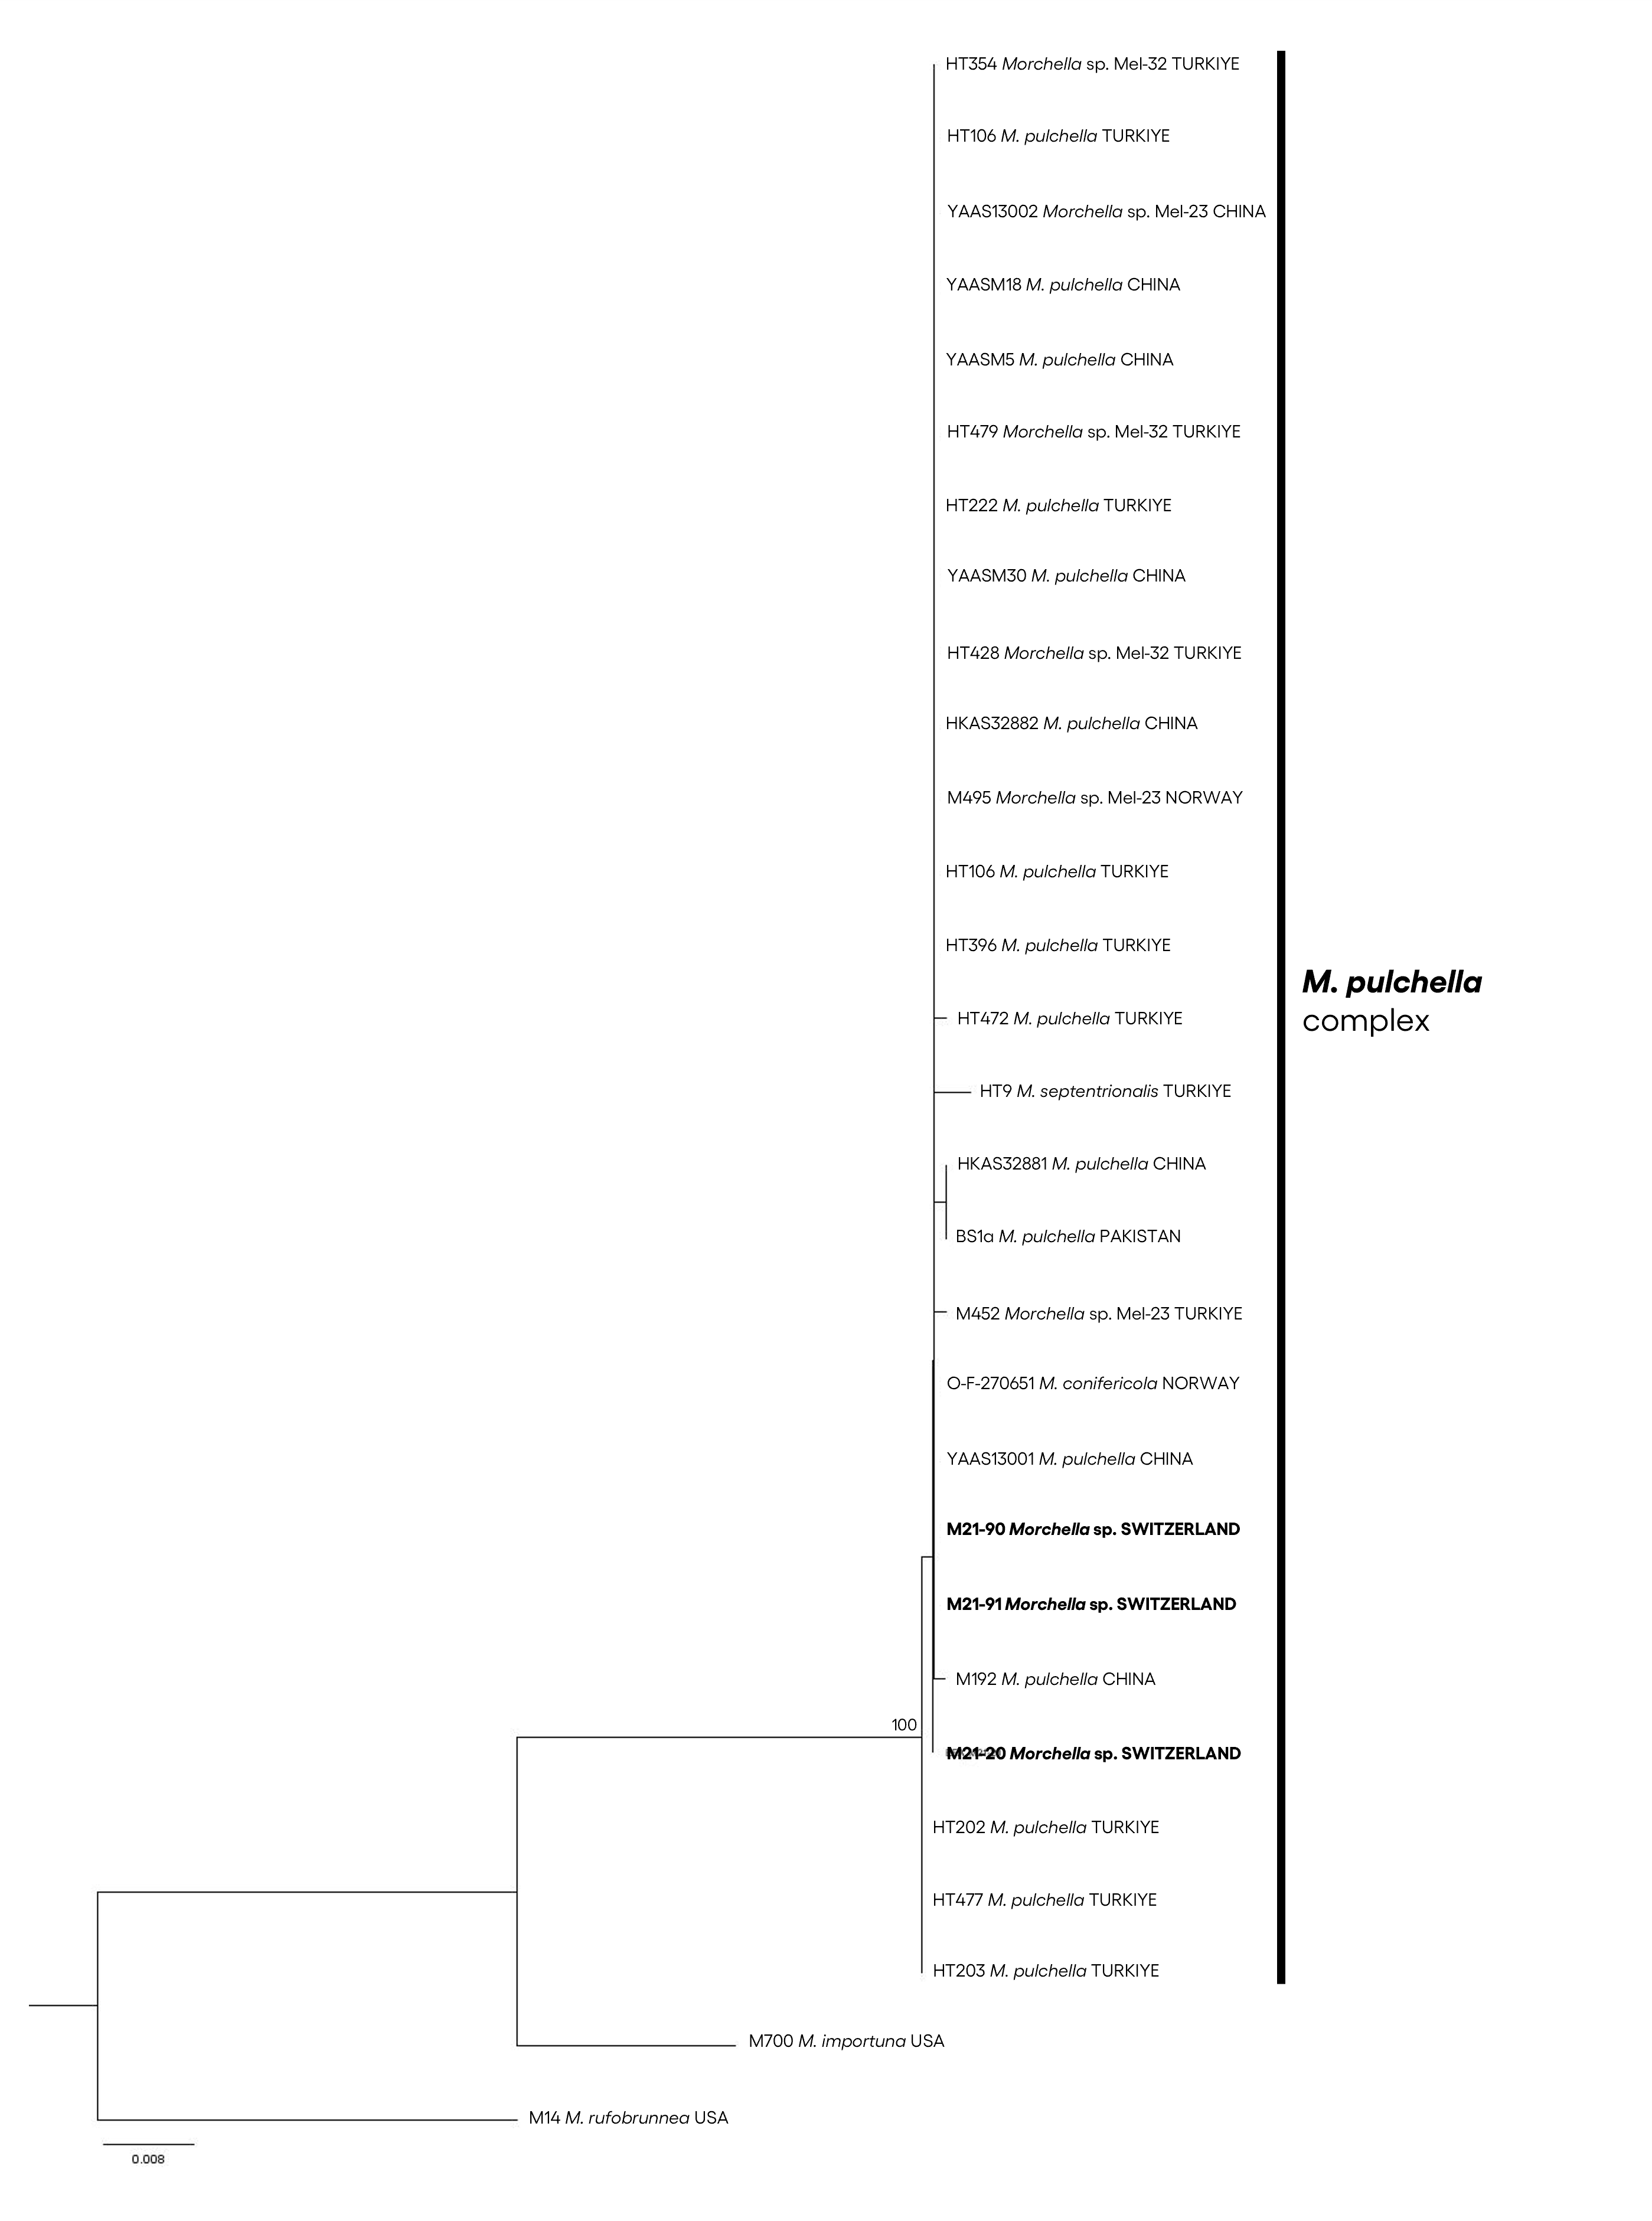 HT354 Morchella sp. Mel-32 TURKIYE
HT106 M. pulchella TURKIYE
YAAS13002 Morchella sp. Mel-23 CHINA
YAASM18 M. pulchella CHINA
YAASM5 M. pulchella CHINA
HT479 Morchella sp. Mel-32 TURKIYE
HT222 M. pulchella TURKIYE
YAASM30 M. pulchella CHINA
HT428 Morchella sp. Mel-32 TURKIYE
HKAS32882 M. pulchella CHINA
M495 Morchella sp. Mel-23 NORWAY
HT106 M. pulchella TURKIYE
HT396 M. pulchella TURKIYE
M. pulchella
complex
HT472 M. pulchella TURKIYE
HT9 M. septentrionalis TURKIYE
HKAS32881 M. pulchella CHINA
BS1a M. pulchella PAKISTAN
M452 Morchella sp. Mel-23 TURKIYE
O-F-270651 M. conifericola NORWAY
YAAS13001 M. pulchella CHINA
M21-90 Morchella sp. SWITZERLAND
M21-91 Morchella sp. SWITZERLAND
M192 M. pulchella CHINA
100
M21-20 Morchella sp. SWITZERLAND
HT202 M. pulchella TURKIYE
HT477 M. pulchella TURKIYE
HT203 M. pulchella TURKIYE
M700 M. importuna USA
M14 M. rufobrunnea USA
0.008